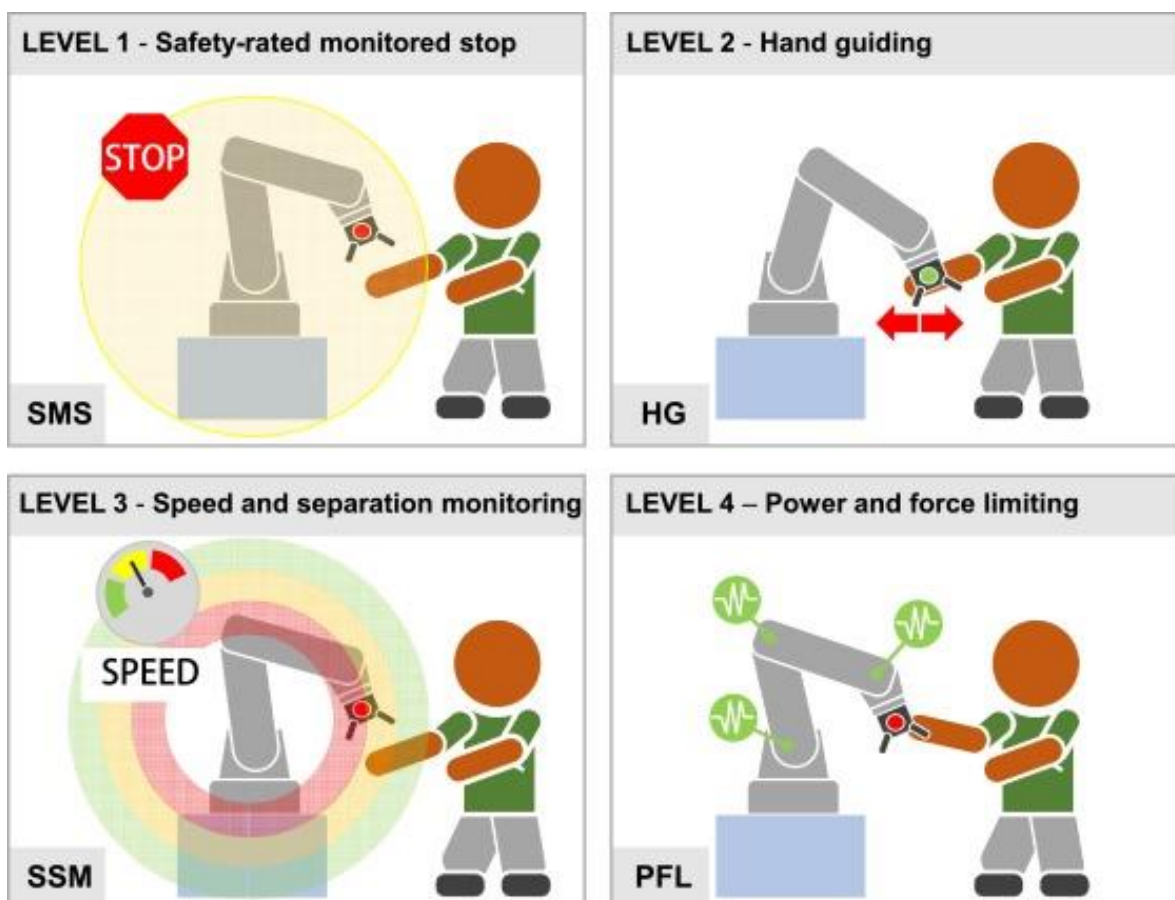 LEVEL 1 - Safety-rated monitored stop
STOP
SMS
LEVEL 2 - Hand guiding
HG
LEVEL 3 - Speed and separation monitoring
SPEED
SSM
LEVEL 4 – Power and force limiting
PFL